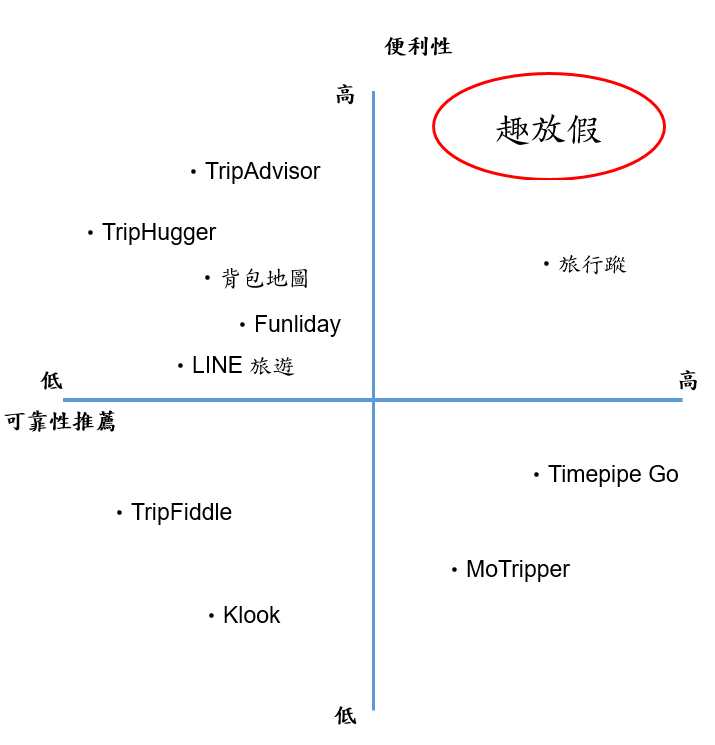 便利性
高
趣放假
• TripAdvisor
• TripHugger
• 旅行蹤
• 背包地圖
• Funliday
• LINE 旅遊
低
高
可靠性推薦
• Timepipe Go
• TripFiddle
• MoTripper
• Klook
低